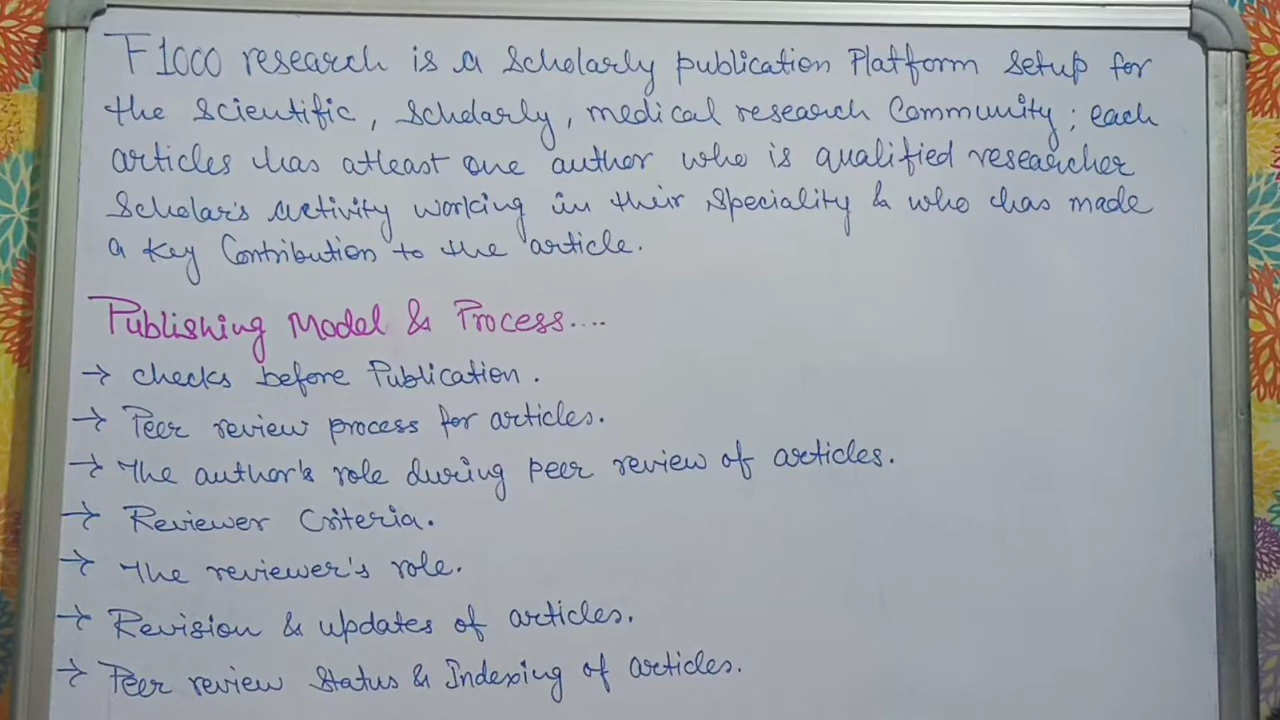 F1000 research is a Scholarly publication Platform Setup for
the Scientific, Scholarly, medical research Community; each
articles has atleast one author who is qualified researcher
Scholar's activity working in their Speciality & who has made
a key Contribution to the article.
Publishing Model & Process....
→ checks before Publication.
→ Peer review process for articles.
→ The author's role during peer review of articles.
→ Reviewer Criteria.
→ The reviewer's role.
→ Revision & updates of articles.
→ Peer review Status & Indexing of articles.